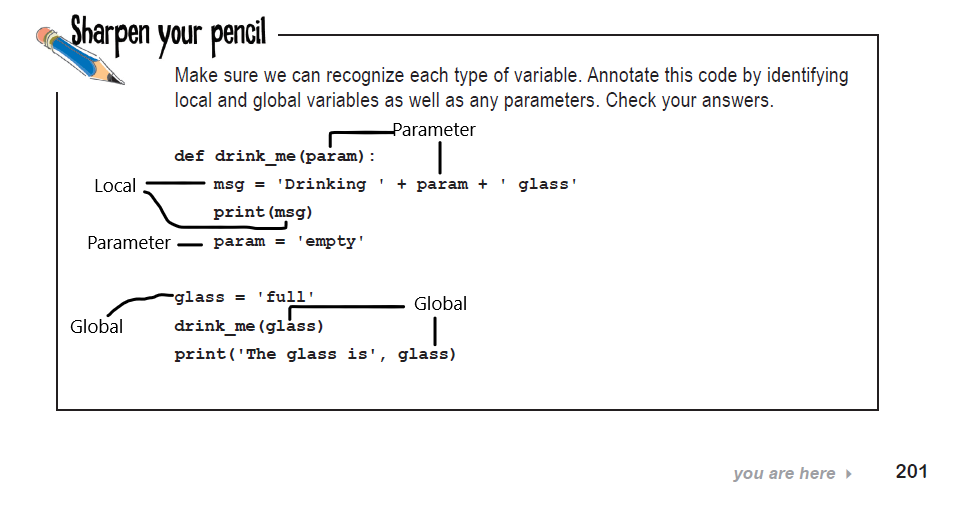 Sharpen your pencil
Make sure we can recognize each type of variable. Annotate this code by identifying
local and global variables as well as any parameters. Check your answers.
Parameter
def drink_me(param):
Local
msg = 'Drinking ' + param + ' glass'
print(msg)
Parameter
param = 'empty'
glass = 'full'
Global
Global
drink_me(glass)
print('The glass is', glass)
you are here ▸ 201